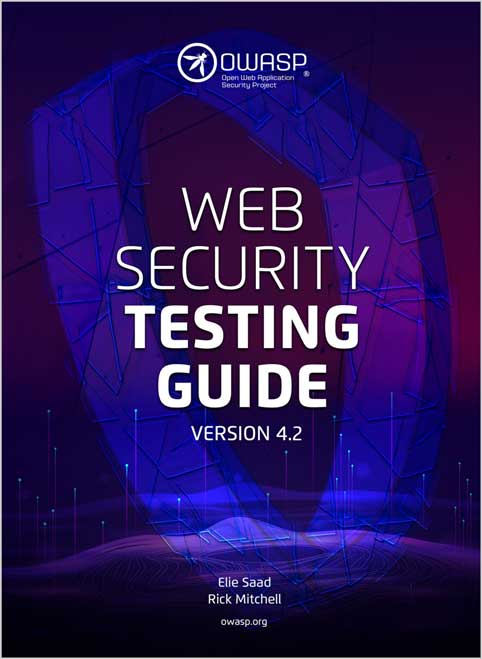 OWASP®
Open Web Application
Security Project
WEB
SECURITY
TESTING
GUIDE
VERSION 4.2
Elie Saad
Rick Mitchell
owasp.org